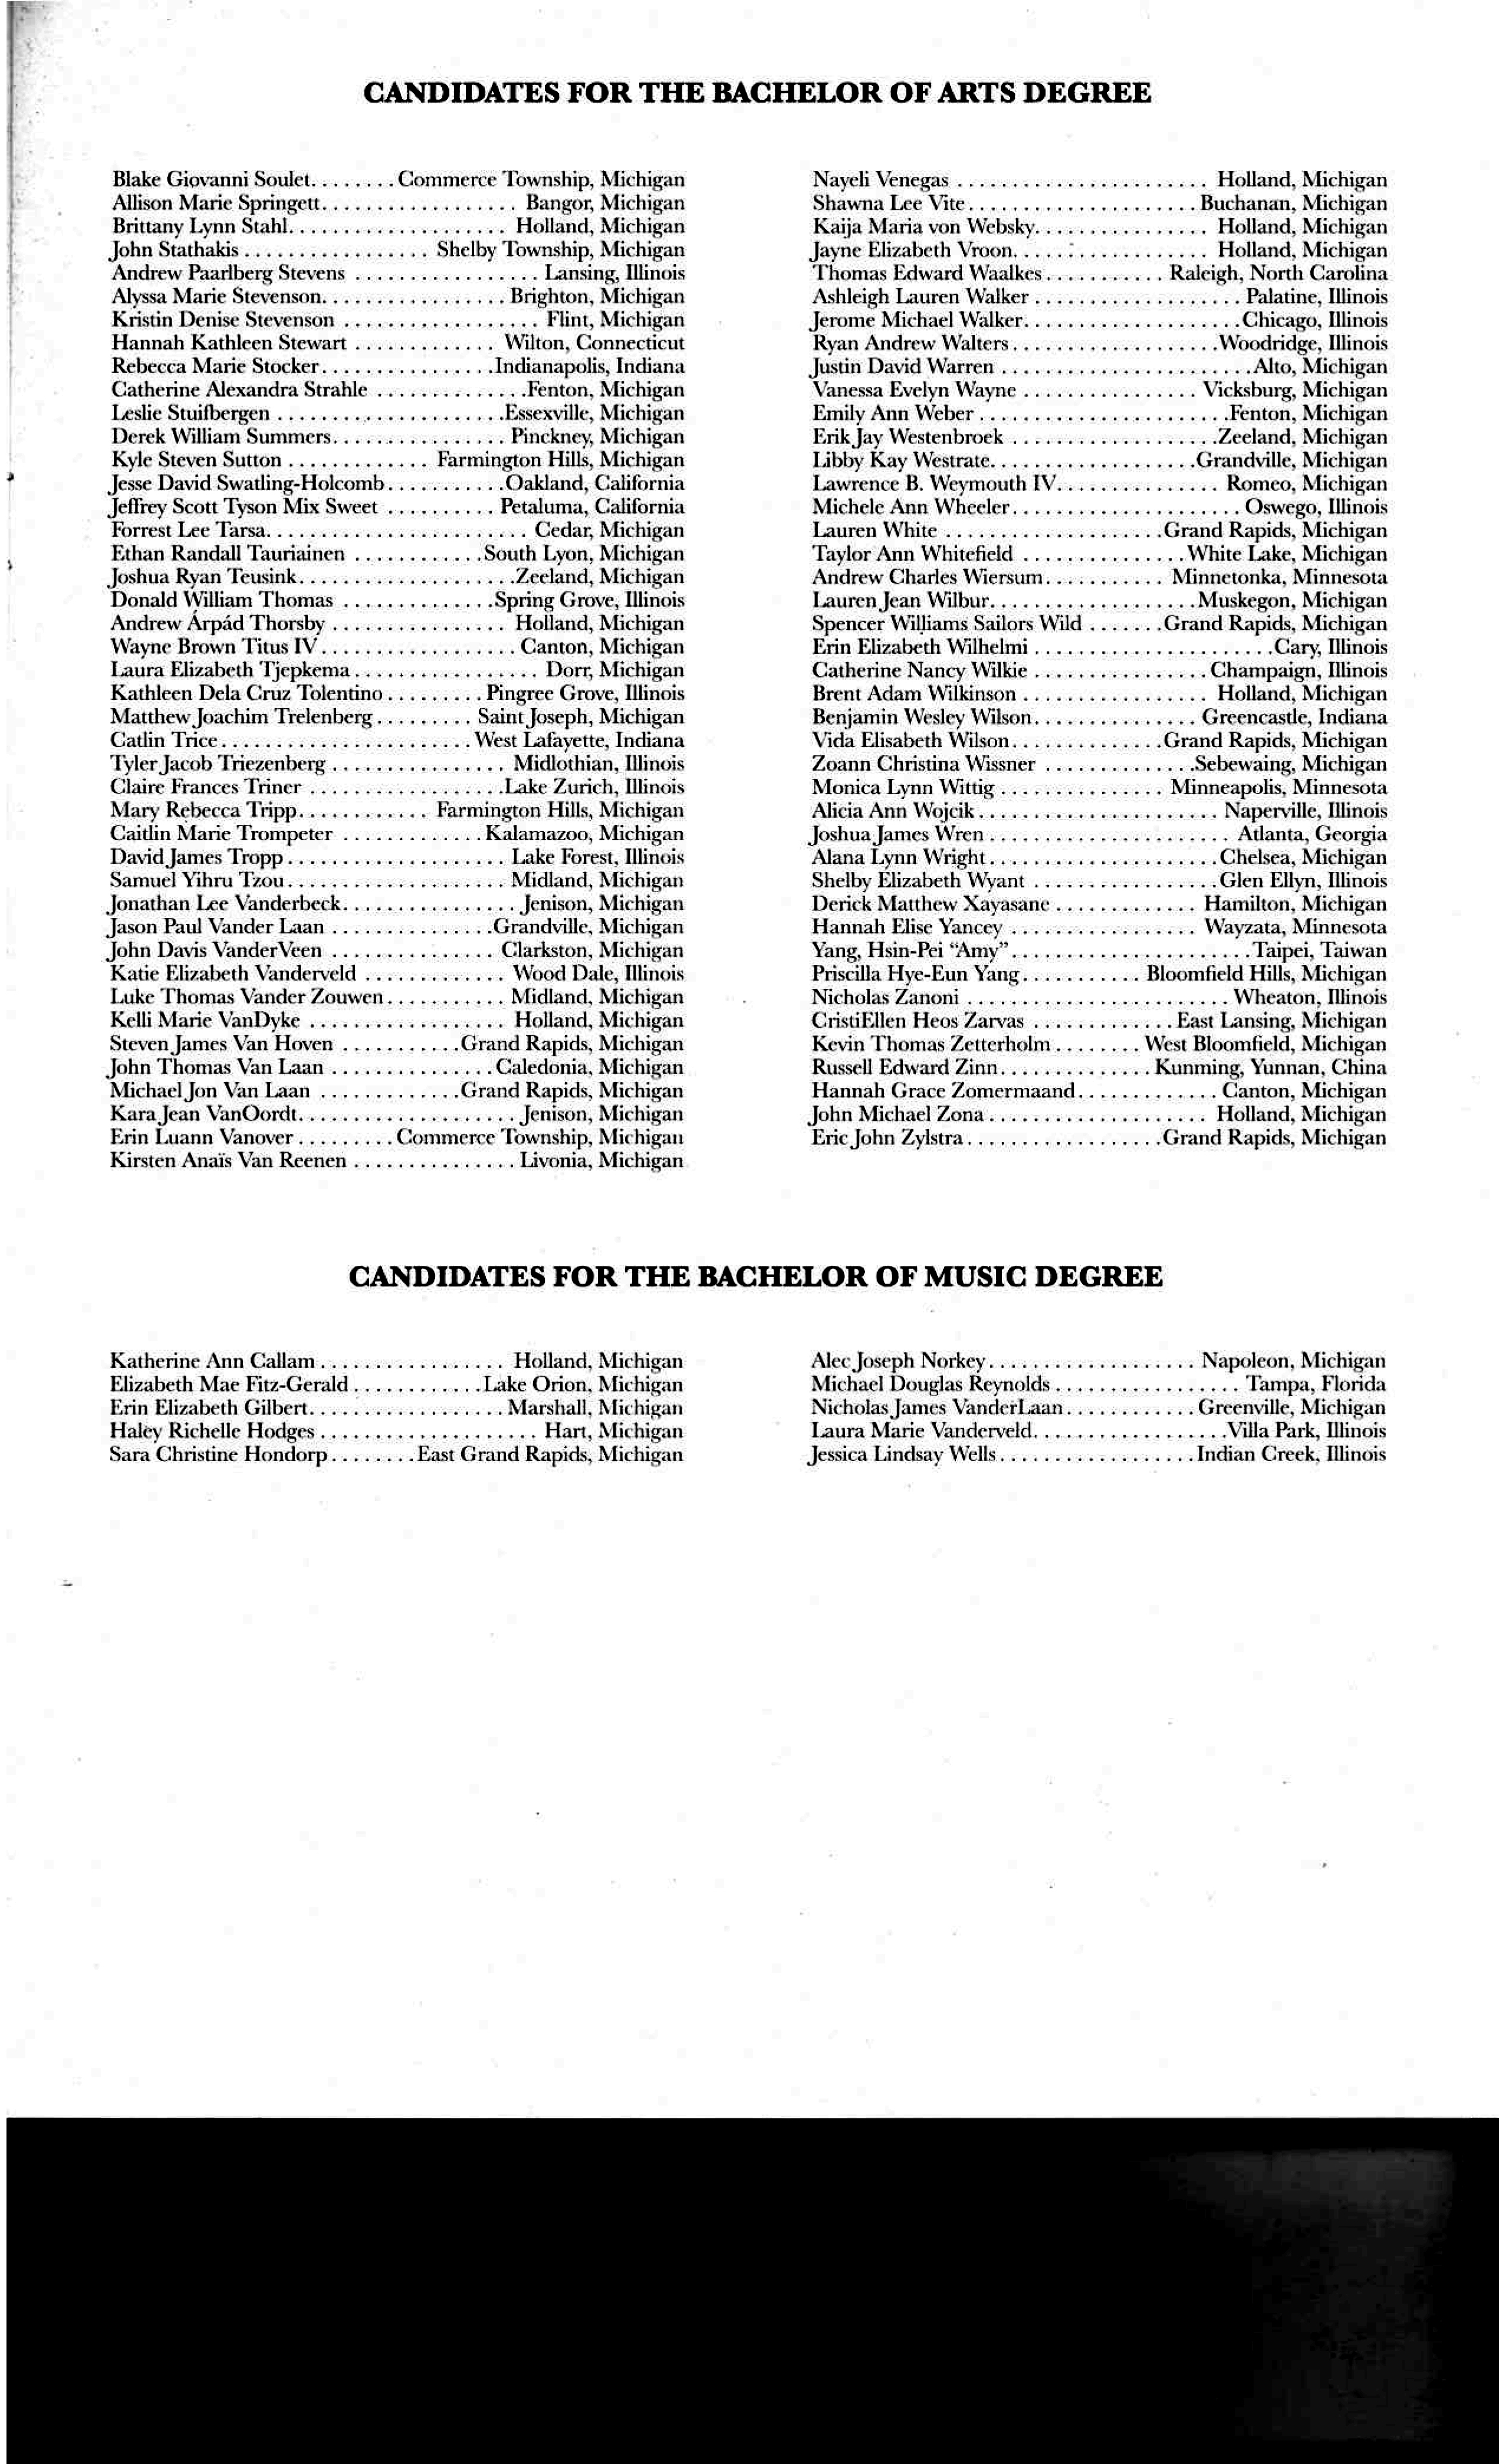 CANDIDATES FOR THE BACHELOR OF ARTS DEGREE
Blake Giovanni Soulet. . . . . . . . Commerce Township, Michigan
Allison Marie Springett. . . . . . . . . . . . . . . . . . Bangor, Michigan
Brittany Lynn Stahl. . . . . . . . . . . . . . . . . . . . Holland, Michigan
John Stathakis . . . . . . . . . . . . . . . . . Shelby Township, Michigan
Andrew Paarlberg Stevens . . . . . . . . . . . . . . . . . Lansing, Illinois
Alyssa Marie Stevenson. . . . . . . . . . . . . . . . . Brighton, Michigan
Kristin Denise Stevenson . . . . . . . . . . . . . . . . . . Flint, Michigan
Hannah Kathleen Stewart . . . . . . . . . . . . . Wilton, Connecticut
Rebecca Marie Stocker. . . . . . . . . . . . . . . .Indianapolis, Indiana
Catherine Alexandra Strahle . . . . . . . . . . . . . .Fenton, Michigan
Leslie Stuifbergen . . . . . . . . . . . . . . . . . . . . .Essexville, Michigan
Derek William Summers. . . . . . . . . . . . . . . . Pinckney, Michigan
Kyle Steven Sutton . . . . . . . . . . . . . Farmington Hills, Michigan
Jesse David Swatling-Holcomb. . . . . . . . . . .Oakland, California
Jeffrey Scott Tyson Mix Sweet . . . . . . . . . . Petaluma, California
Forrest Lee Tarsa. . . . . . . . . . . . . . . . . . . . . . . . Cedar, Michigan
Ethan Randall Tauriainen . . . . . . . . . . . .South Lyon, Michigan
Joshua Ryan Teusink. . . . . . . . . . . . . . . . . . . .Zeeland, Michigan
Donald William Thomas . . . . . . . . . . . . . .Spring Grove, Illinois
Andrew Árpád Thorsby . . . . . . . . . . . . . . . . Holland, Michigan
Wayne Brown Titus IV. . . . . . . . . . . . . . . . . . Canton, Michigan
Laura Elizabeth Tjepkema . . . . . . . . . . . . . . . . . Dorr, Michigan
Kathleen Dela Cruz Tolentino . . . . . . . . . Pingree Grove, Illinois
Matthew Joachim Trelenberg . . . . . . . . . Saint Joseph, Michigan
Catlin Trice. . . . . . . . . . . . . . . . . . . . . . . West Lafayette, Indiana
Tyler Jacob Triezenberg . . . . . . . . . . . . . . . . Midlothian, Illinois
Claire Frances Triner . . . . . . . . . . . . . . . . . .Lake Zurich, Illinois
Mary Rebecca Tripp. . . . . . . . . . . . Farmington Hills, Michigan
Caitlin Marie Trompeter . . . . . . . . . . . . . Kalamazoo, Michigan
David James Tropp . . . . . . . . . . . . . . . . . . . . Lake Forest, Illinois
Samuel Yihru Tzou. . . . . . . . . . . . . . . . . . . . Midland, Michigan
Jonathan Lee Vanderbeck. . . . . . . . . . . . . . . . Jenison, Michigan
Jason Paul Vander Laan . . . . . . . . . . . . . . .Grandville, Michigan
John Davis VanderVeen . . . . . . . . . . . . . . . Clarkston, Michigan
Katie Elizabeth Vanderveld . . . . . . . . . . . . . Wood Dale, Illinois
Luke Thomas Vander Zouwen . . . . . . . . . . . Midland, Michigan
Kelli Marie VanDyke . . . . . . . . . . . . . . . . . . Holland, Michigan
Steven James Van Hoven . . . . . . . . . . .Grand Rapids, Michigan
John Thomas Van Laan . . . . . . . . . . . . . . . Caledonia, Michigan
Michael Jon Van Laan . . . . . . . . . . . . .Grand Rapids, Michigan
Kara Jean VanOordt. . . . . . . . . . . . . . . . . . . . Jenison, Michigan
Erin Luann Vanover . . . . . . . . . Commerce Township, Michigan
Kirsten Anaïs Van Reenen . . . . . . . . . . . . . . . Livonia, Michigan
Nayeli Venegas . . . . . . . . . . . . . . . . . . . . . . . Holland, Michigan
Shawna Lee Vite . . . . . . . . . . . . . . . . . . . . . Buchanan, Michigan
Kaija Maria von Websky. . . . . . . . . . . . . . . . Holland, Michigan
Jayne Elizabeth Vroon. . . . . . . . . . . . . . . . . . Holland, Michigan
Thomas Edward Waalkes . . . . . . . . . . . Raleigh, North Carolina
Ashleigh Lauren Walker . . . . . . . . . . . . . . . . . . . Palatine, Illinois
Jerome Michael Walker. . . . . . . . . . . . . . . . . . . .Chicago, Illinois
Ryan Andrew Walters . . . . . . . . . . . . . . . . . . .Woodridge, Illinois
Justin David Warren . . . . . . . . . . . . . . . . . . . . . . .Alto, Michigan
Vanessa Evelyn Wayne . . . . . . . . . . . . . . . . Vicksburg, Michigan
Emily Ann Weber . . . . . . . . . . . . . . . . . . . . . . .Fenton, Michigan
Erik Jay Westenbroek . . . . . . . . . . . . . . . . . . .Zeeland, Michigan
Libby Kay Westrate. . . . . . . . . . . . . . . . . . .Grandville, Michigan
Lawrence B. Weymouth IV. . . . . . . . . . . . . . . Romeo, Michigan
Michele Ann Wheeler. . . . . . . . . . . . . . . . . . . . . Oswego, Illinois
Lauren White . . . . . . . . . . . . . . . . . . . .Grand Rapids, Michigan
Taylor Ann Whitefield . . . . . . . . . . . . . . .White Lake, Michigan
Andrew Charles Wiersum. . . . . . . . . . . Minnetonka, Minnesota
Lauren Jean Wilbur. . . . . . . . . . . . . . . . . . .Muskegon, Michigan
Spencer Williams Sailors Wild . . . . . . .Grand Rapids, Michigan
Erin Elizabeth Wilhelmi . . . . . . . . . . . . . . . . . . . . . .Cary, Illinois
Catherine Nancy Wilkie . . . . . . . . . . . . . . . . Champaign, Illinois
Brent Adam Wilkinson . . . . . . . . . . . . . . . . . Holland, Michigan
Benjamin Wesley Wilson. . . . . . . . . . . . . . . Greencastle, Indiana
Vida Elisabeth Wilson. . . . . . . . . . . . . .Grand Rapids, Michigan
Zoann Christina Wissner . . . . . . . . . . . . . .Sebewaing, Michigan
Monica Lynn Wittig . . . . . . . . . . . . . . . Minneapolis, Minnesota
Alicia Ann Wojcik . . . . . . . . . . . . . . . . . . . . . . Naperville, Illinois
Joshua James Wren . . . . . . . . . . . . . . . . . . . . . . Atlanta, Georgia
Alana Lynn Wright . . . . . . . . . . . . . . . . . . . . . Chelsea, Michigan
Shelby Elizabeth Wyant . . . . . . . . . . . . . . . . .Glen Ellyn, Illinois
Derick Matthew Xayasane . . . . . . . . . . . . . Hamilton, Michigan
Hannah Elise Yancey . . . . . . . . . . . . . . . . . Wayzata, Minnesota
Yang, Hsin-Pei “Amy” . . . . . . . . . . . . . . . . . . . . . .Taipei, Taiwan
Priscilla Hye-Eun Yang . . . . . . . . . . . Bloomfield Hills, Michigan
Nicholas Zanoni . . . . . . . . . . . . . . . . . . . . . . . . Wheaton, Illinois
CristiEllen Heos Zarvas . . . . . . . . . . . . . East Lansing, Michigan
Kevin Thomas Zetterholm . . . . . . . . West Bloomfield, Michigan
Russell Edward Zinn. . . . . . . . . . . . . . Kunming, Yunnan, China
Hannah Grace Zomermaand. . . . . . . . . . . . . Canton, Michigan
John Michael Zona . . . . . . . . . . . . . . . . . . . . Holland, Michigan
Eric John Zylstra. . . . . . . . . . . . . . . . . .Grand Rapids, Michigan
CANDIDATES FOR THE BACHELOR OF MUSIC DEGREE
Katherine Ann Callam . . . . . . . . . . . . . . . . . Holland, Michigan
Elizabeth Mae Fitz-Gerald . . . . . . . . . . . .Lake Orion, Michigan
Erin Elizabeth Gilbert. . . . . . . . . . . . . . . . . . Marshall, Michigan
Haley Richelle Hodges . . . . . . . . . . . . . . . . . . . . Hart, Michigan
Sara Christine Hondorp . . . . . . . .East Grand Rapids, Michigan
Alec Joseph Norkey. . . . . . . . . . . . . . . . . . . Napoleon, Michigan
Michael Douglas Reynolds . . . . . . . . . . . . . . . . . Tampa, Florida
Nicholas James VanderLaan . . . . . . . . . . . . Greenville, Michigan
Laura Marie Vanderveld. . . . . . . . . . . . . . . . . .Villa Park, Illinois
Jessica Lindsay Wells. . . . . . . . . . . . . . . . . . Indian Creek, Illinois